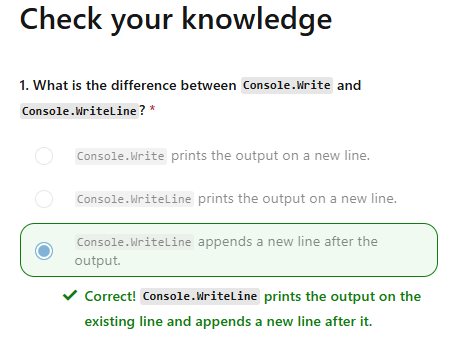 Check your knowledge
1. What is the difference between Console.Write and
Console.WriteLine? *
Console.Write prints the output on a new line.
Console.WriteLine prints the output on a new line.
Console.WriteLine appends a new line after the
output.
Correct! Console.WriteLine prints the output on the
existing line and appends a new line after it.